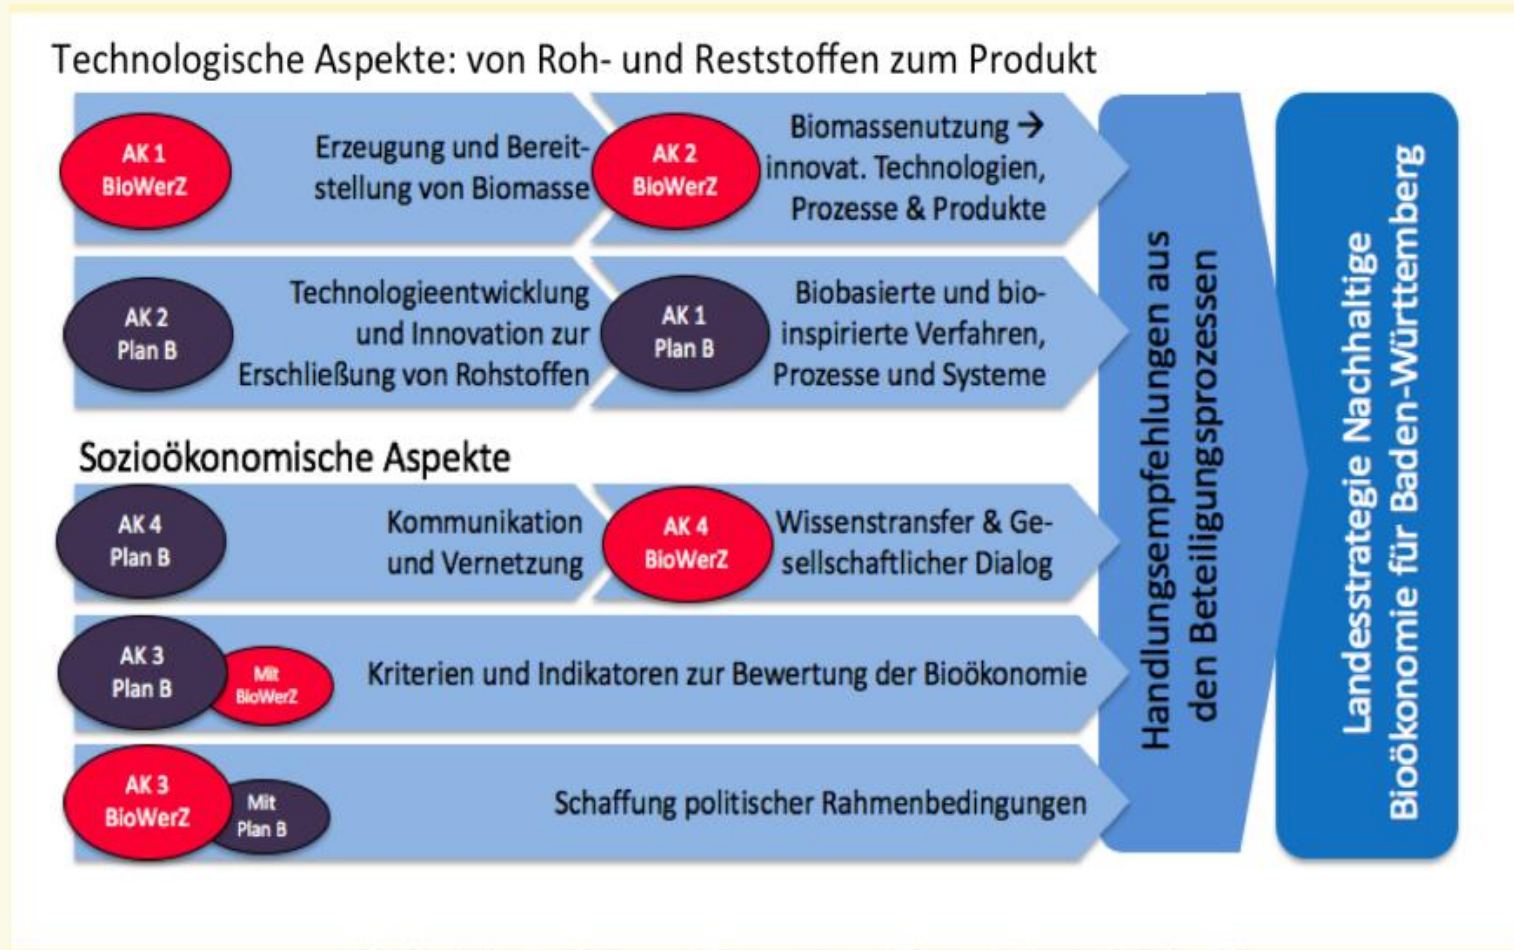 Technologische Aspekte: von Roh- und Reststoffen zum Produkt
AK 1
BioWerZ
Erzeugung und Bereit-
stellung von Biomasse
AK 2
BioWerZ
Biomassenutzung →
innovat. Technologien,
Prozesse & Produkte
AK 2
Plan B
Technologieentwicklung
und Innovation zur
Erschließung von Rohstoffen
AK 1
Plan B
Biobasierte und bio-
inspirierte Verfahren,
Prozesse und Systeme
Sozioökonomische Aspekte
AK 4
Plan B
Kommunikation
und Vernetzung
AK 4
BioWerZ
Wissenstransfer & Ge-
sellschaftlicher Dialog
AK 3
Plan B
Mit
BioWerZ
Kriterien und Indikatoren zur Bewertung der Bioökonomie
AK 3
BioWerZ
Mit
Plan B
Schaffung politischer Rahmenbedingungen
Handlungsempfehlungen aus
den Beteiligungsprozessen
Landesstrategie Nachhaltige
Bioökonomie für Baden-Württemberg